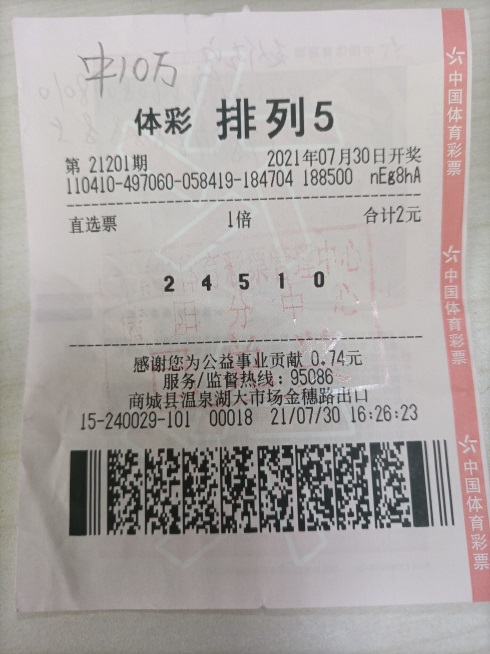 中10万
体彩 排列5
第 21201期 2021年07月30日开奖
110410-497060-058419-184704 188500 nEg8hA
直选票 1倍 合计2元
2 4 5 1 0
感谢您为公益事业贡献 0.74元
服务/监督热线：95086
商城县温泉湖大市场金穗路出口
15-240029-101 00018 21/07/30 16:26:23
中国体育彩票
中国体育彩票
中国体育彩票